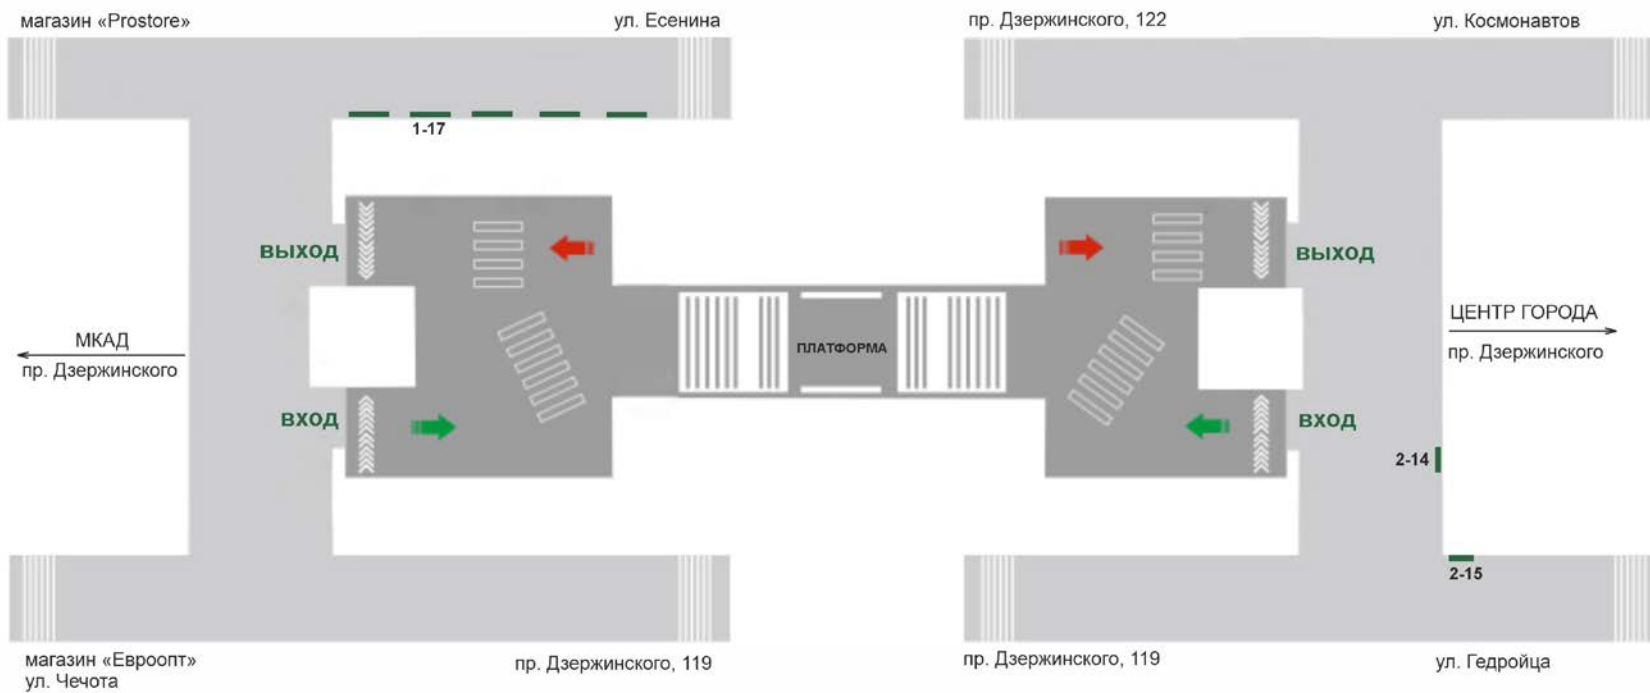 магазин «Prostore»
ул. Есенина
пр. Дзержинского, 122
ул. Космонавтов
1-17
ВЫХОД
ВЫХОД
МКАД
пр. Дзержинского
ПЛАТФОРМА
ЦЕНТР ГОРОДА
пр. Дзержинского
ВХОД
ВХОД
2-14
2-15
магазин «Евроопт»
ул. Чечота
пр. Дзержинского, 119
пр. Дзержинского, 119
ул. Гедройца